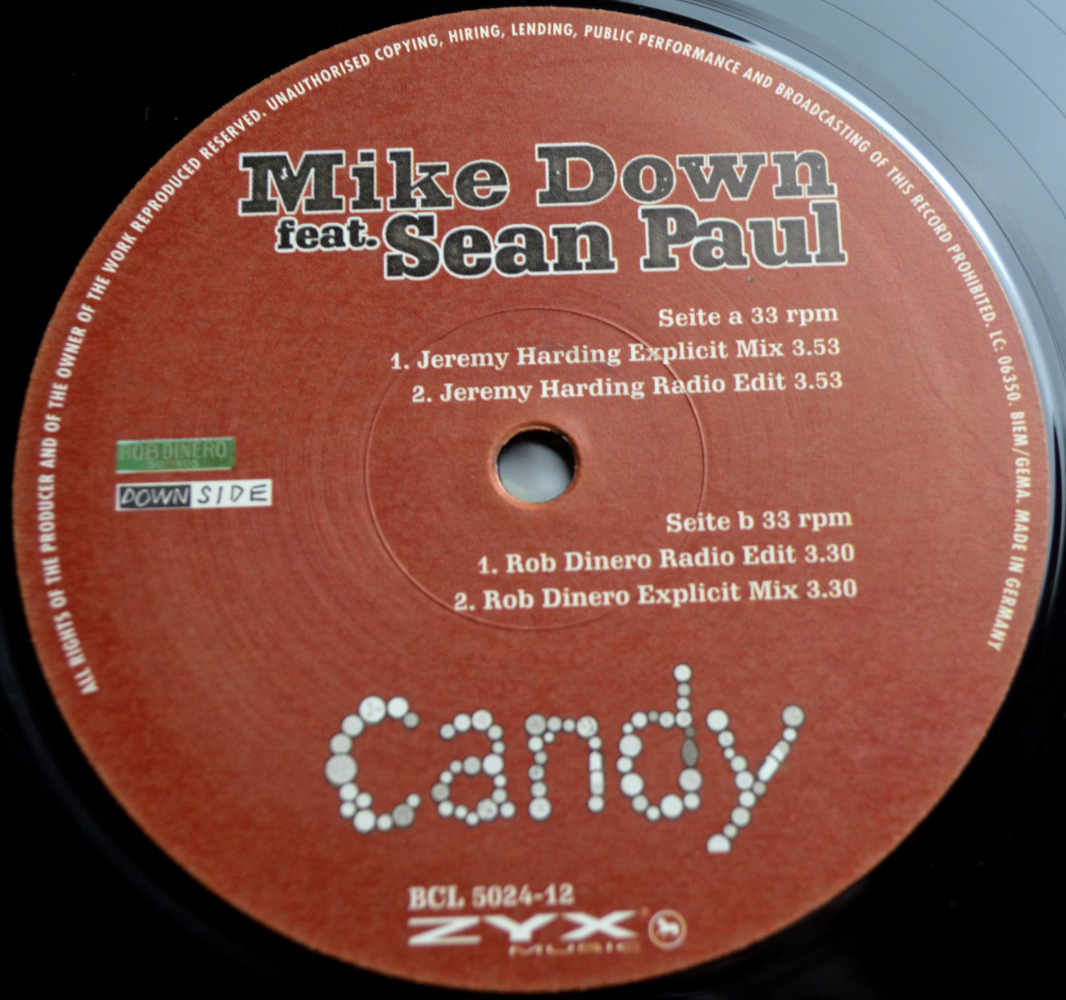 ALL RIGHTS OF THE PRODUCER AND OF THE OWNER OF THE WORK REPRODUCED RESERVED. UNAUTHORISED COPYING, HIRING, LENDING, PUBLIC PERFORMANCE AND BROADCASTING OF THIS RECORD PROHIBITED. LC: 06350. BIEM/GEMA. MADE IN GERMANY
Mike Down
feat. Sean Paul
Seite a 33 rpm
1. Jeremy Harding Explicit Mix 3.53
2. Jeremy Harding Radio Edit 3.53
ROB DINERO
DOWN SIDE
Seite b 33 rpm
1. Rob Dinero Radio Edit 3.30
2. Rob Dinero Explicit Mix 3.30
Candy
BCL 5024-12
ZYX
MUSIC